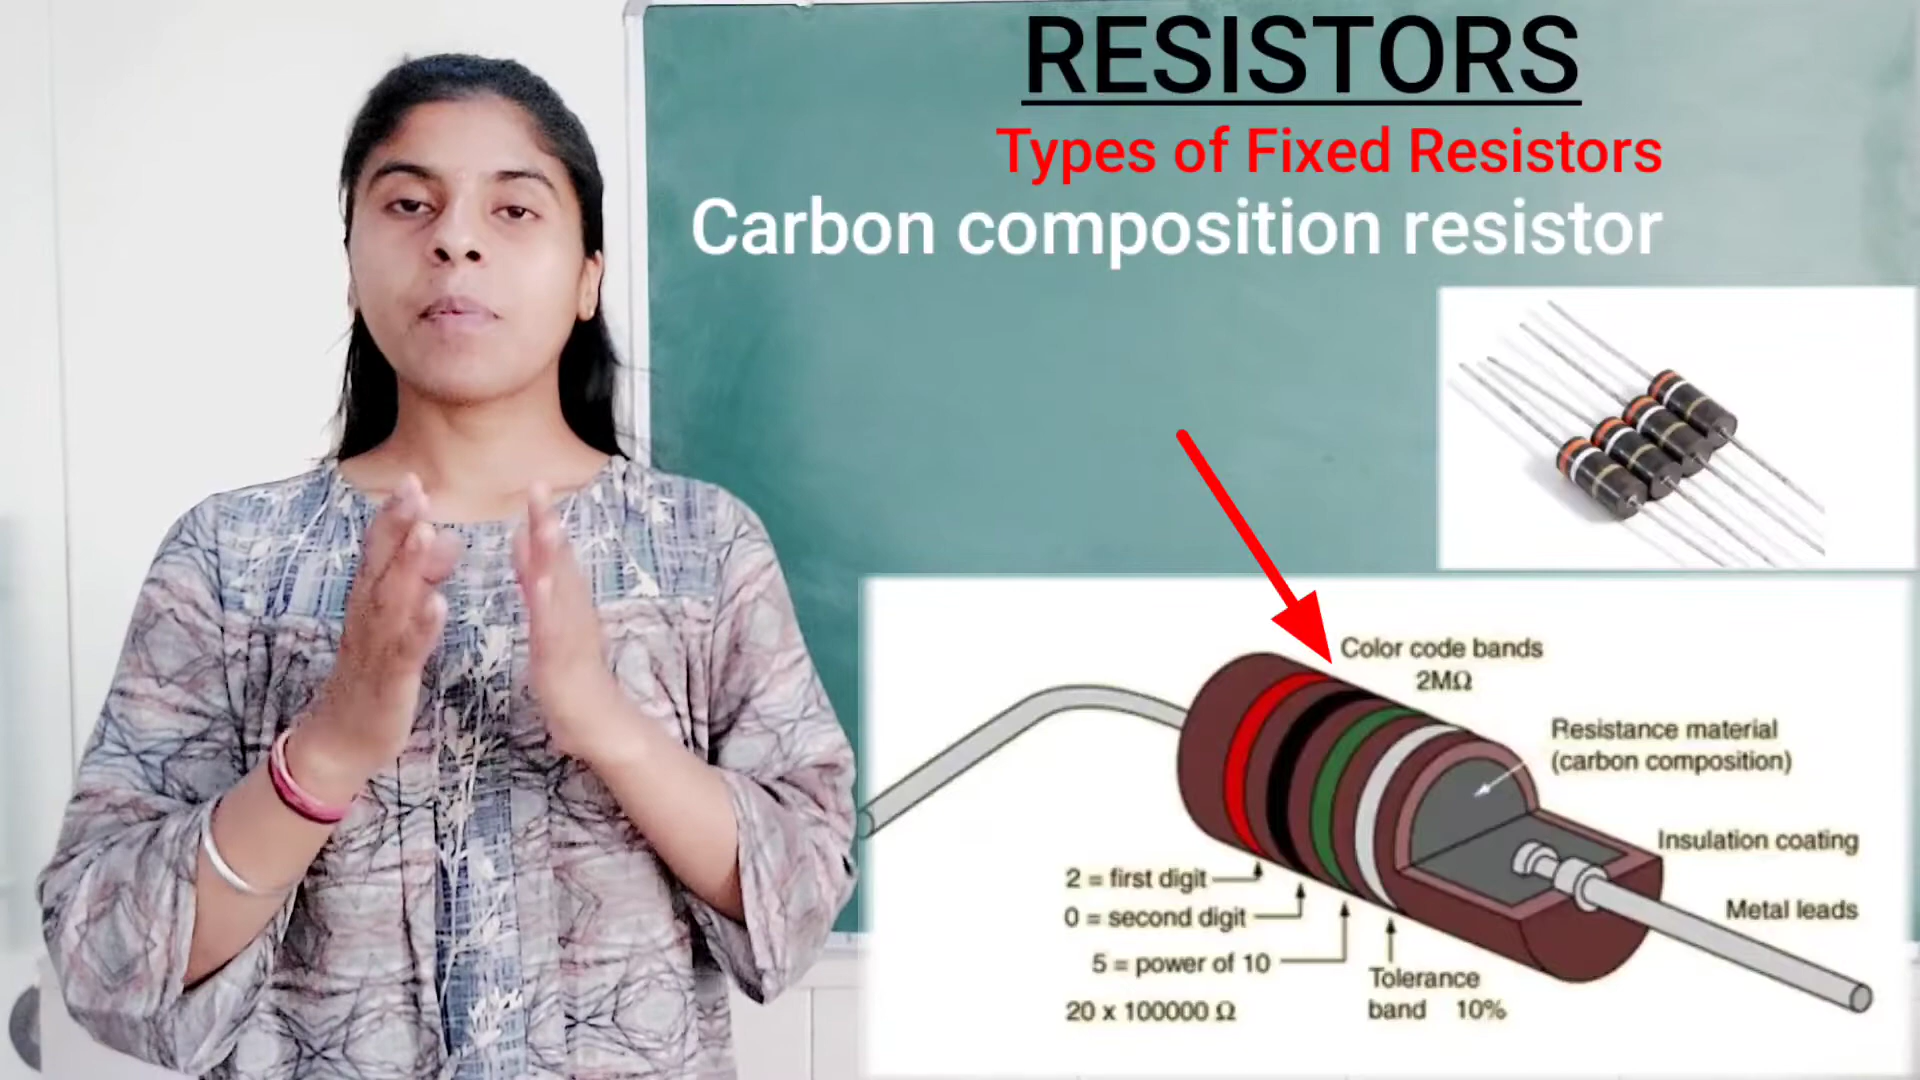 RESISTORS
Types of Fixed Resistors
Carbon composition resistor
Color code bands
2MΩ
Resistance material
(carbon composition)
Insulation coating
Metal leads
2 = first digit
0 = second digit
5 = power of 10
20 x 100000 Ω
Tolerance
band 10%